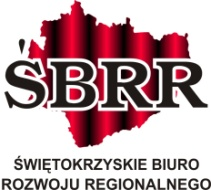 ŚBRR
ŚWIĘTOKRZYSKIE BIURO
ROZWOJU REGIONALNEGO